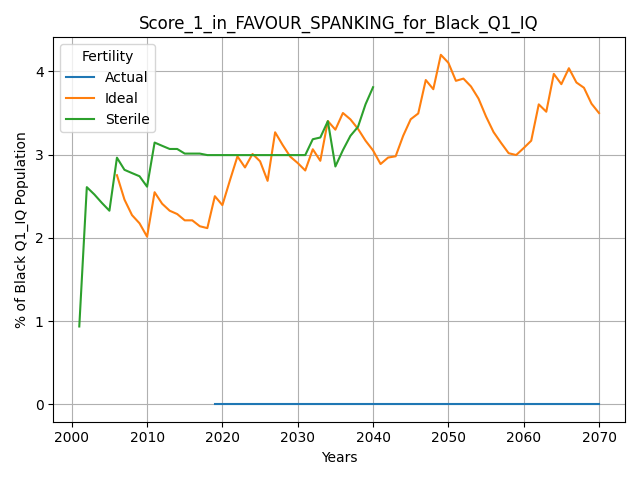 Score_1_in_FAVOUR_SPANKING_for_Black_Q1_IQ
Fertility
Actual
Ideal
Sterile
% of Black Q1_IQ Population
4
3
2
1
0
2000 2010 2020 2030 2040 2050 2060 2070
Years